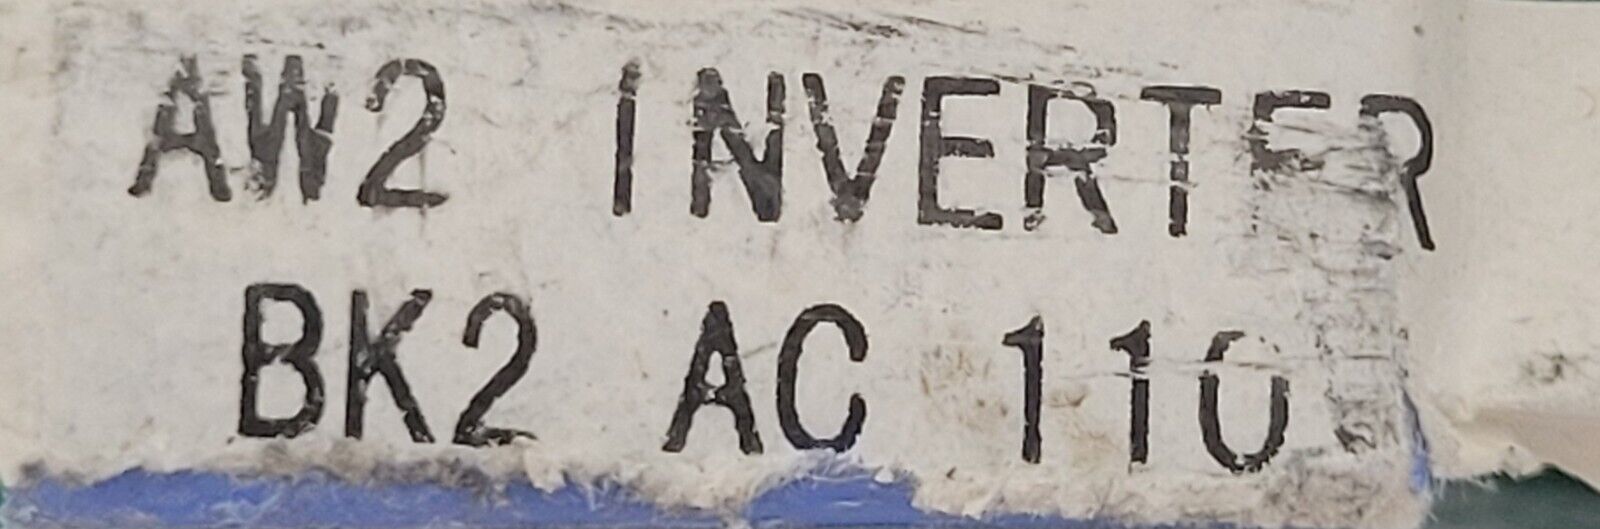 AW2 INVERTER
BK2 AC 110